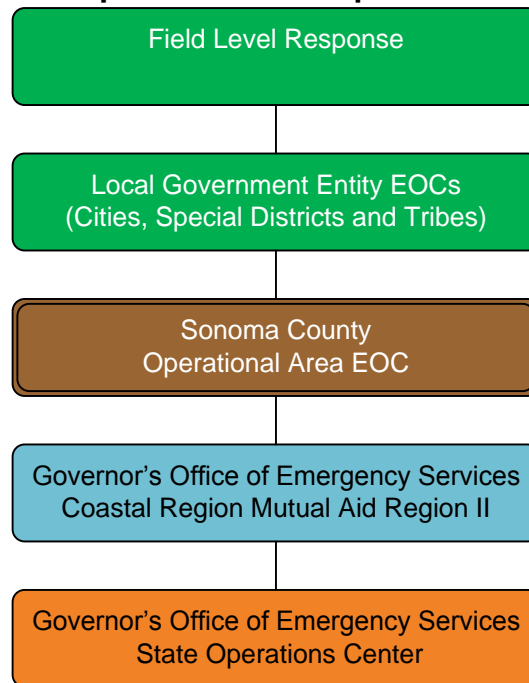 Field Level Response
Local Government Entity EOCs
(Cities, Special Districts and Tribes)
Sonoma County
Operational Area EOC
Governor’s Office of Emergency Services
Coastal Region Mutual Aid Region II
Governor’s Office of Emergency Services
State Operations Center